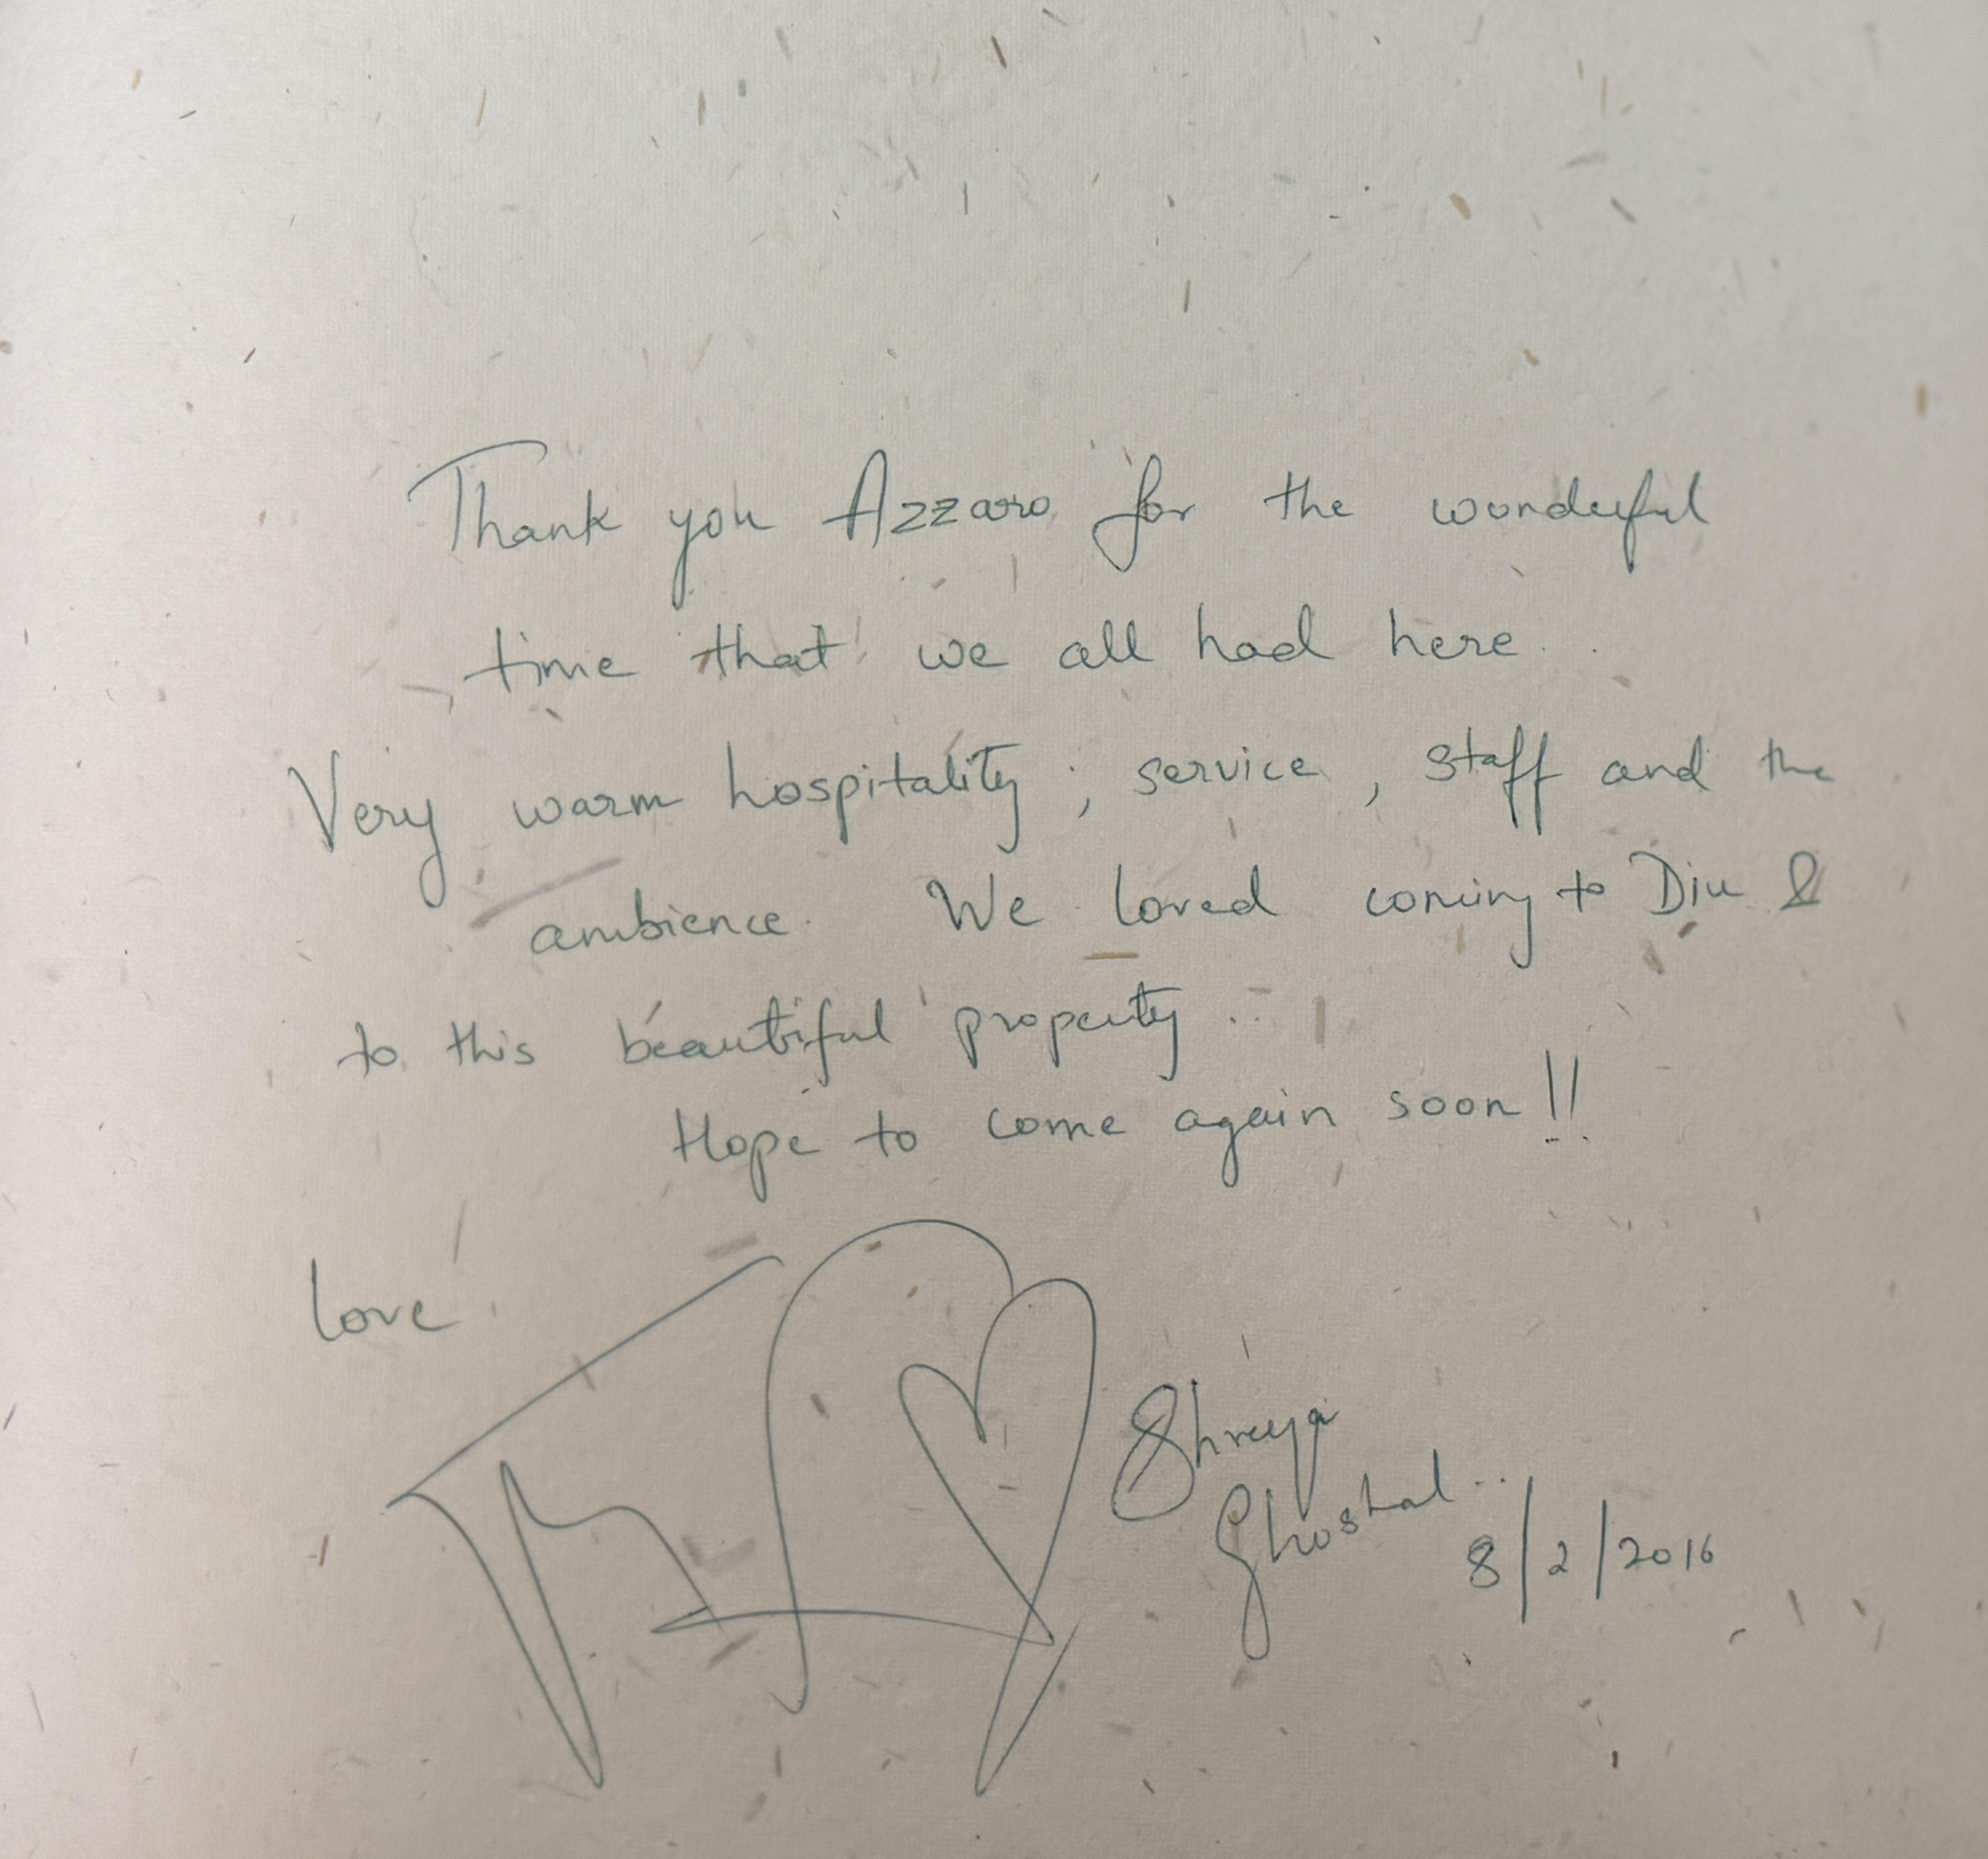 Thank you Azzaro for the wonderful
time that we all had here..
Very warm hospitality, service, staff and the
ambience. We loved coming to Diu &
to this beautiful property..
Hope to come again soon!!
love
Shreya
Ghoshal..
8/2/2016